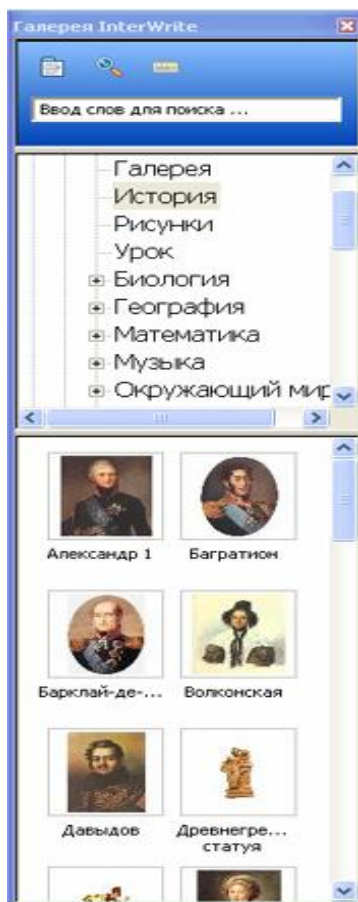 Галерея InterWrite
Ввод слов для поиска ...
Галерея
История
Рисунки
Урок
Биология
География
Математика
Музыка
Окружающий мир
Александр 1
Багратион
Барклай-де-...
Волконская
Давыдов
Древнегре...
статуя